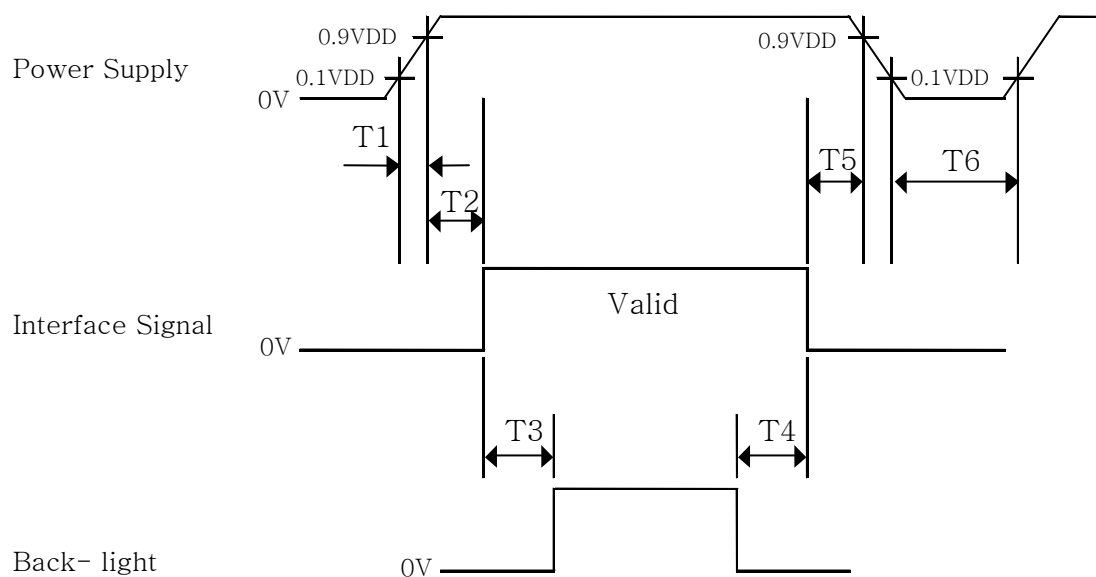 0.9VDD
0.9VDD
Power Supply
0.1VDD
0.1VDD
0V
T1
T5
T6
T2
Valid
Interface Signal
0V
T3
T4
Back- light
0V